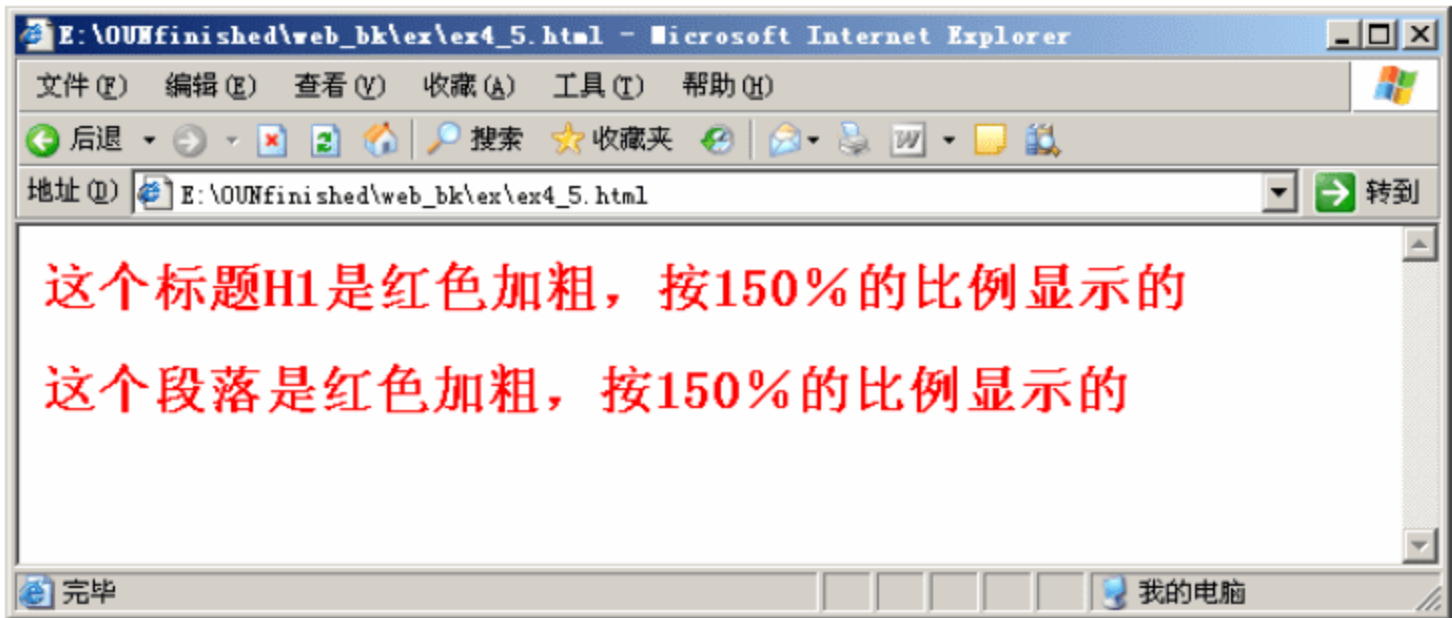 E:\OUNfinished\web_bk\ex\ex4_5.html - Microsoft Internet Explorer
文件(F) 编辑(E) 查看(V) 收藏(A) 工具(T) 帮助(H)
后退 搜索 收藏夹 W
地址(D) E:\OUNfinished\web_bk\ex\ex4_5.html 转到
这个标题H1是红色加粗，按150％的比例显示的
这个段落是红色加粗，按150％的比例显示的
完毕 我的电脑